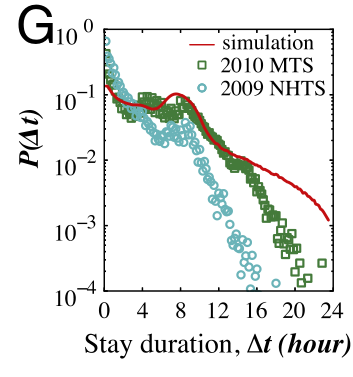 G
10⁰
simulation
2010 MTS
2009 NHTS
10⁻¹
P(Δt)
10⁻²
10⁻³
10⁻⁴
0 4 8 12 16 20 24
Stay duration, Δt (hour)